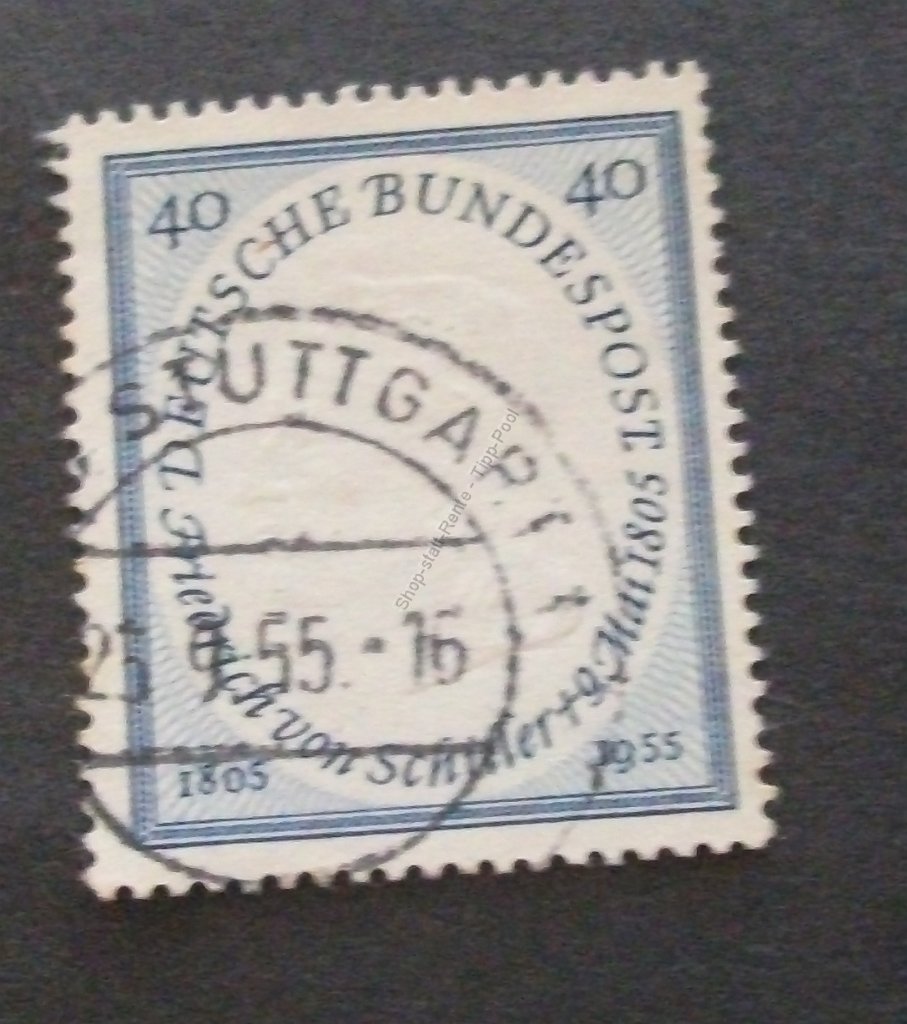 40
40
DEUTSCHE BUNDESPOST
Friedrich von Schiller + 9. Mai 1805
1805
1955
STUTTGART
55.-16
Shop-statt-Rente - Tipp-Pool